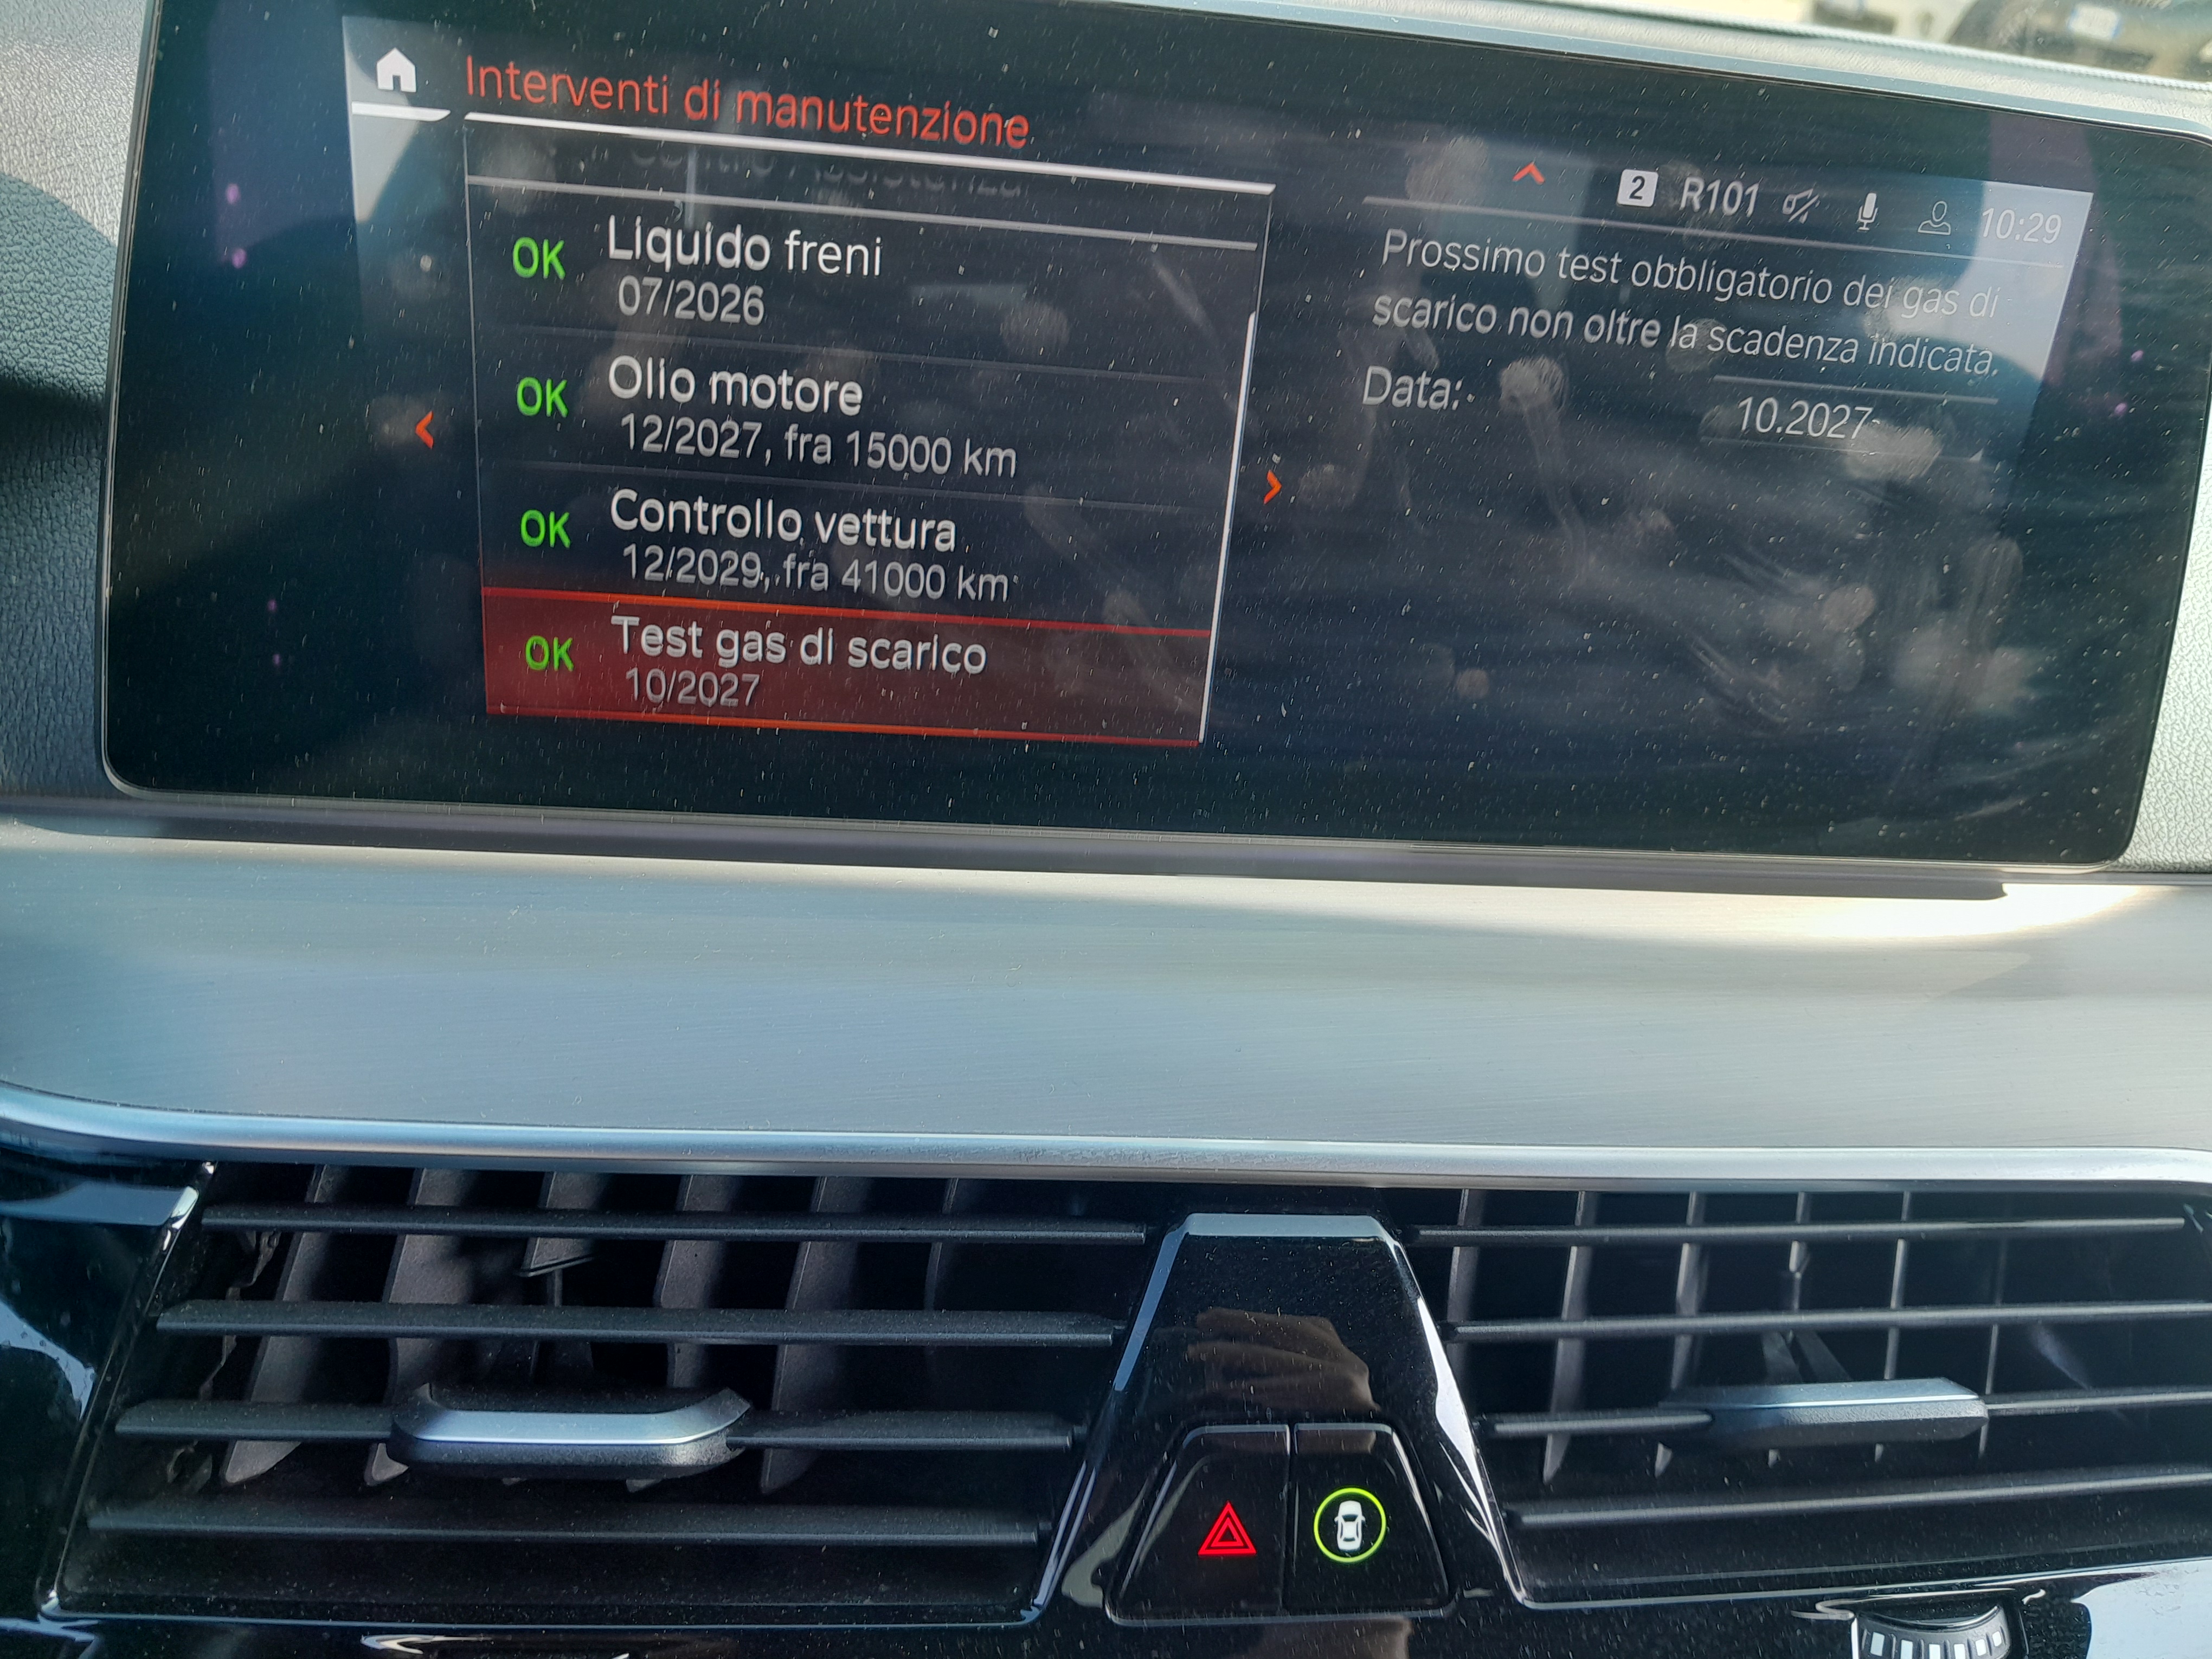 Interventi di manutenzione
2 R101 10:29
OK Liquido freni
07/2026
OK Olio motore
12/2027, fra 15000 km
OK Controllo vettura
12/2029, fra 41000 km
OK Test gas di scarico
10/2027
Prossimo test obbligatorio dei gas di
scarico non oltre la scadenza indicata.
Data:
10.2027